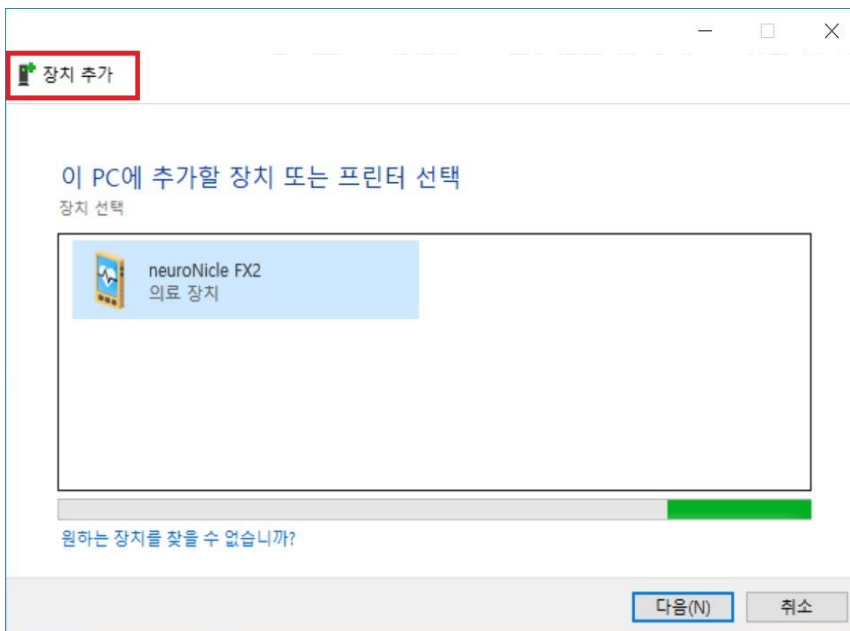 장치 추가
이 PC에 추가할 장치 또는 프린터 선택
장치 선택
neuroNicle FX2
의료 장치
원하는 장치를 찾을 수 없습니까?
다음(N)
취소